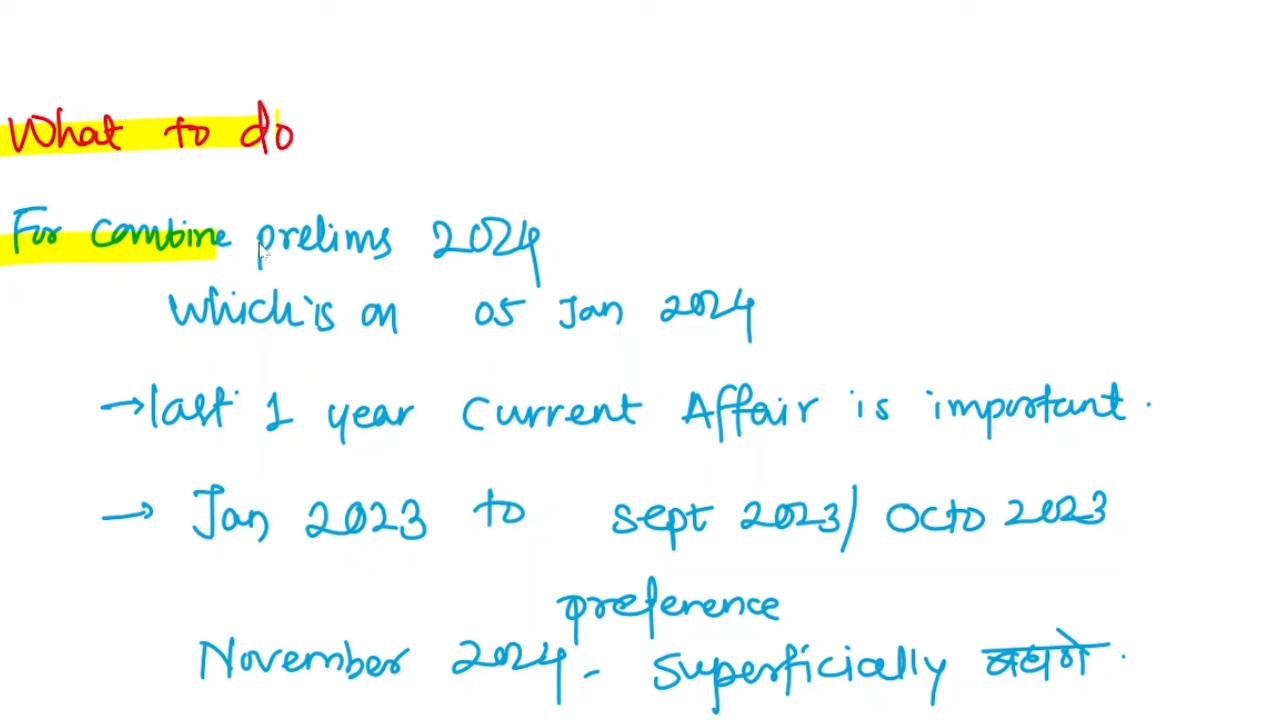 What to do
For combine prelims 2024
Which is on 05 Jan 2024
→ last 1 year Current Affair is important.
→ Jan 2023 to sept 2023/ Octo 2023
preference
November 2024 - Superficially बघणे.